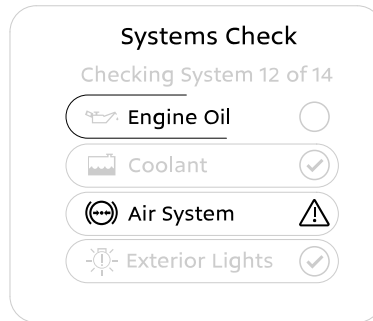 Systems Check
Checking System 12 of 14
Engine Oil
Coolant
Air System
Exterior Lights